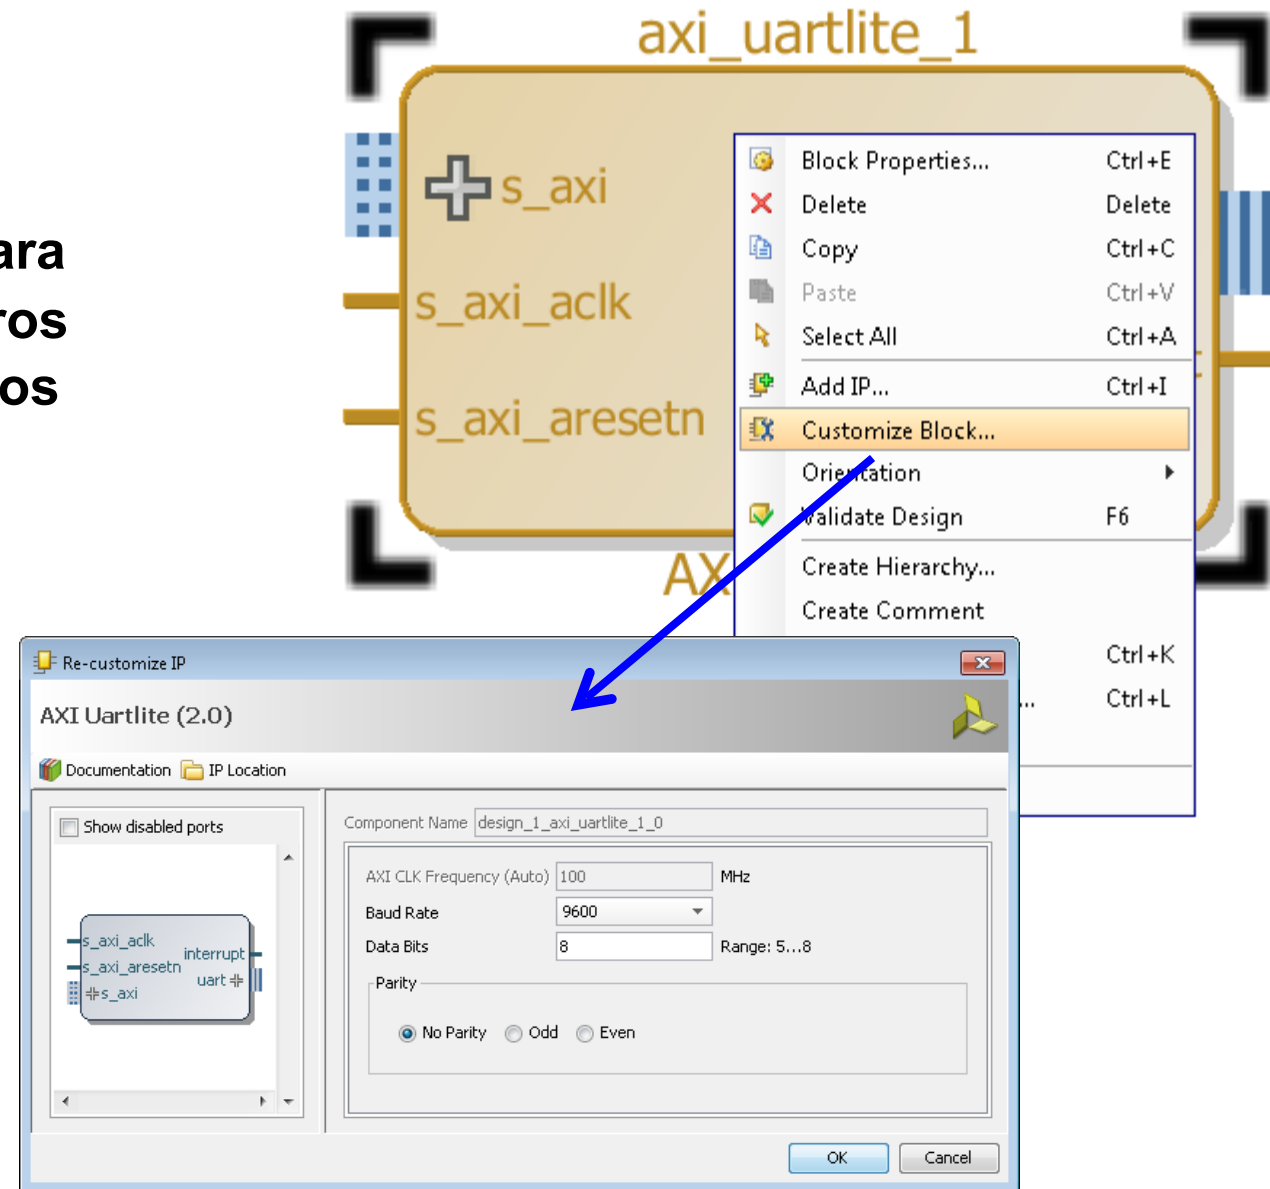 axi_uartlite_1
s_axi
s_axi_aclk
s_axi_aresetn
AX
Block Properties... Ctrl+E
Delete Delete
Copy Ctrl+C
Paste Ctrl+V
Select All Ctrl+A
Add IP... Ctrl+I
Customize Block...
Orientation
Validate Design F6
Create Hierarchy...
Create Comment
Ctrl+K
... Ctrl+L
ara
ros
os
Re-customize IP
AXI Uartlite (2.0)
Documentation IP Location
Show disabled ports
s_axi_aclk
s_axi_aresetn
s_axi
interrupt
uart
Component Name design_1_axi_uartlite_1_0
AXI CLK Frequency (Auto) 100 MHz
Baud Rate 9600
Data Bits 8 Range: 5...8
Parity
No Parity Odd Even
OK Cancel